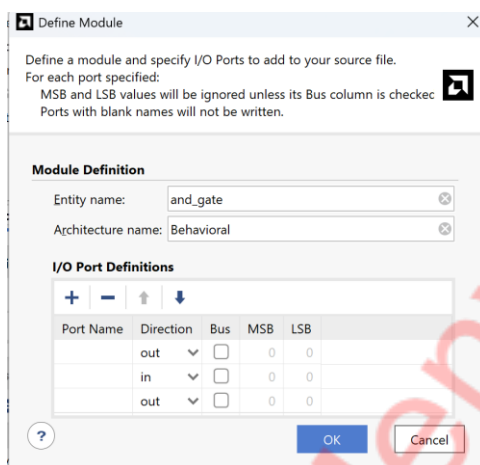 Define Module
Define a module and specify I/O Ports to add to your source file.
For each port specified:
MSB and LSB values will be ignored unless its Bus column is checkec
Ports with blank names will not be written.
Module Definition
Entity name: and_gate
Architecture name: Behavioral
I/O Port Definitions
Port Name Direction Bus MSB LSB
out 0 0
in 0 0
out 0 0
? OK Cancel